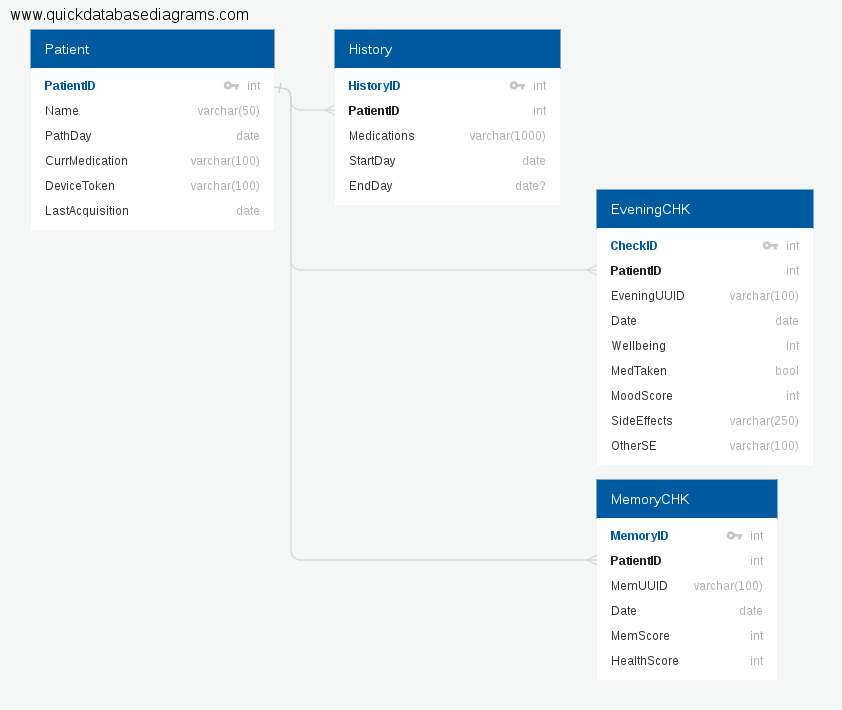 www.quickdatabasediagrams.com
Patient
PatientID int
Name varchar(50)
PathDay date
CurrMedication varchar(100)
DeviceToken varchar(100)
LastAcquisition date
History
HistoryID int
PatientID int
Medications varchar(1000)
StartDay date
EndDay date?
EveningCHK
CheckID int
PatientID int
EveningUUID varchar(100)
Date date
Wellbeing int
MedTaken bool
MoodScore int
SideEffects varchar(250)
OtherSE varchar(100)
MemoryCHK
MemoryID int
PatientID int
MemUUID varchar(100)
Date date
MemScore int
HealthScore int